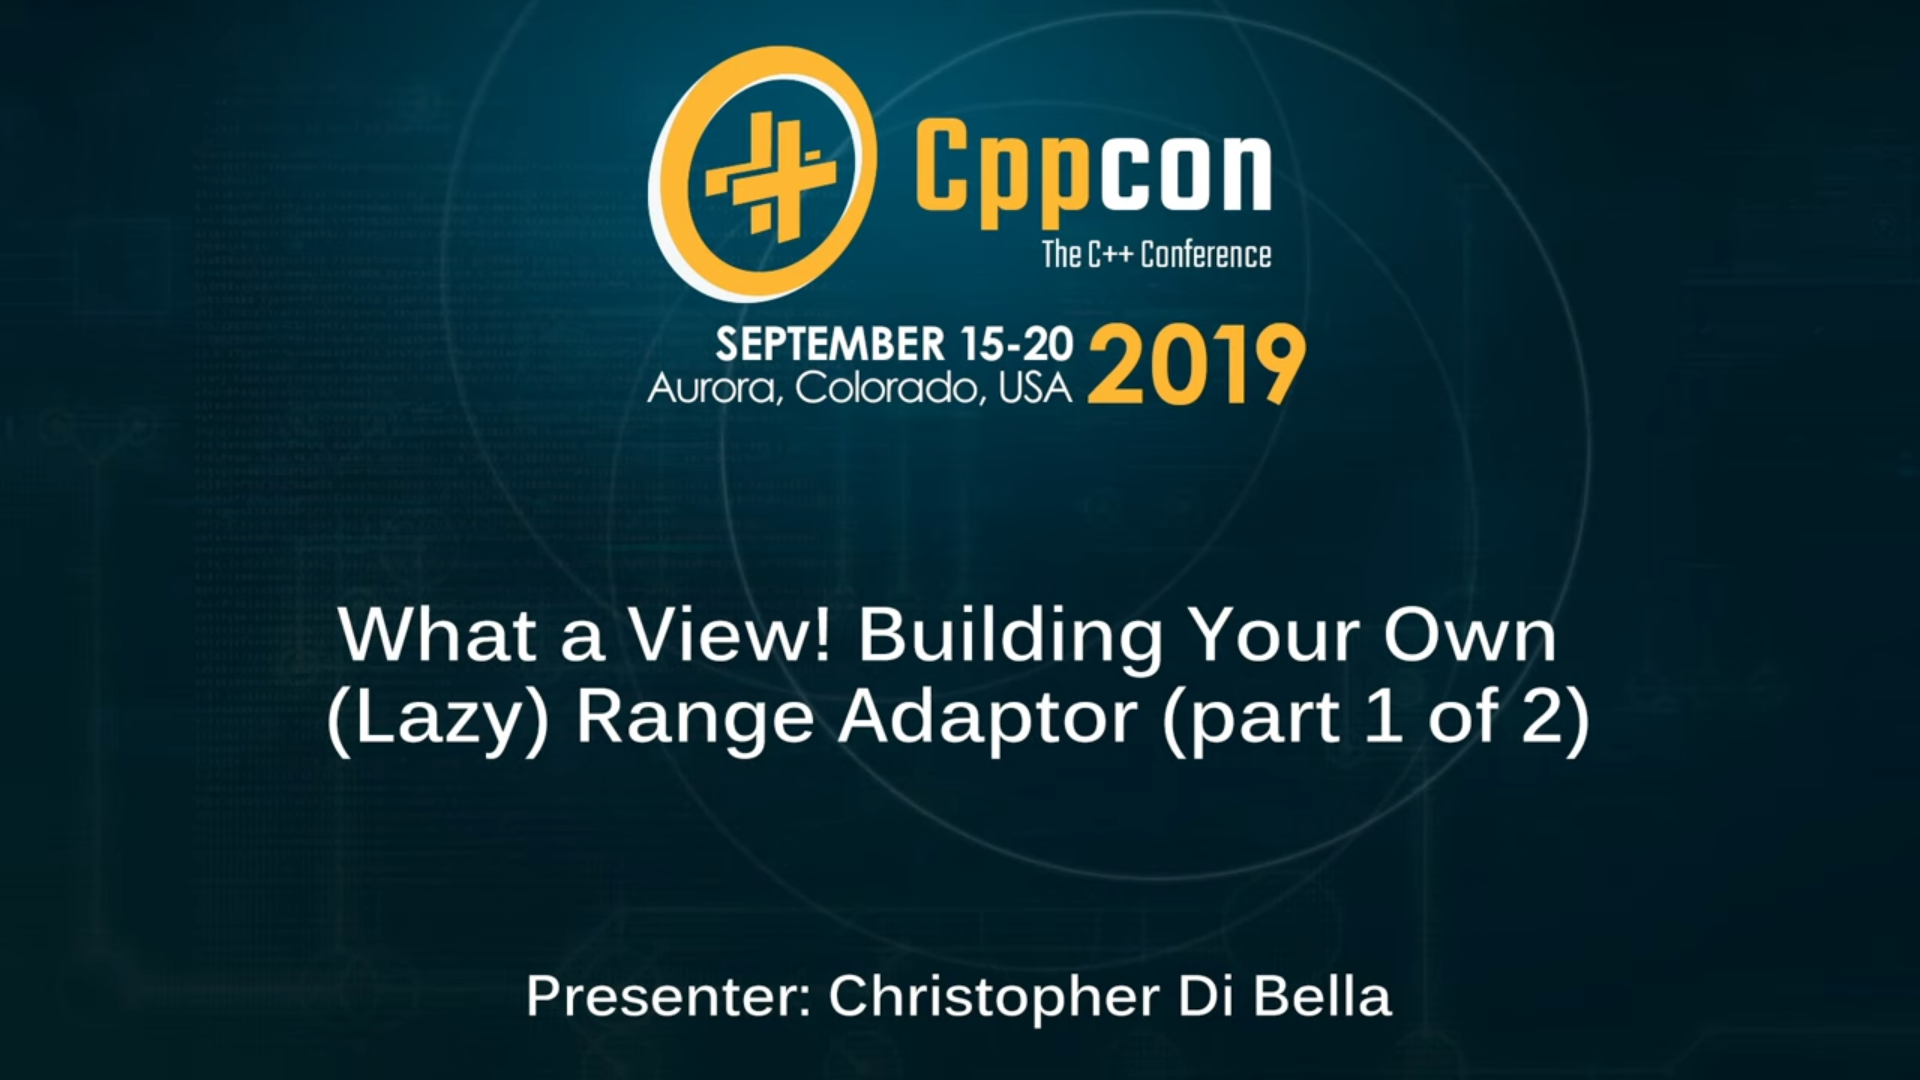 Cppcon
The C++ Conference
SEPTEMBER 15-20 2019
Aurora, Colorado, USA
What a View! Building Your Own
(Lazy) Range Adaptor (part 1 of 2)
Presenter: Christopher Di Bella